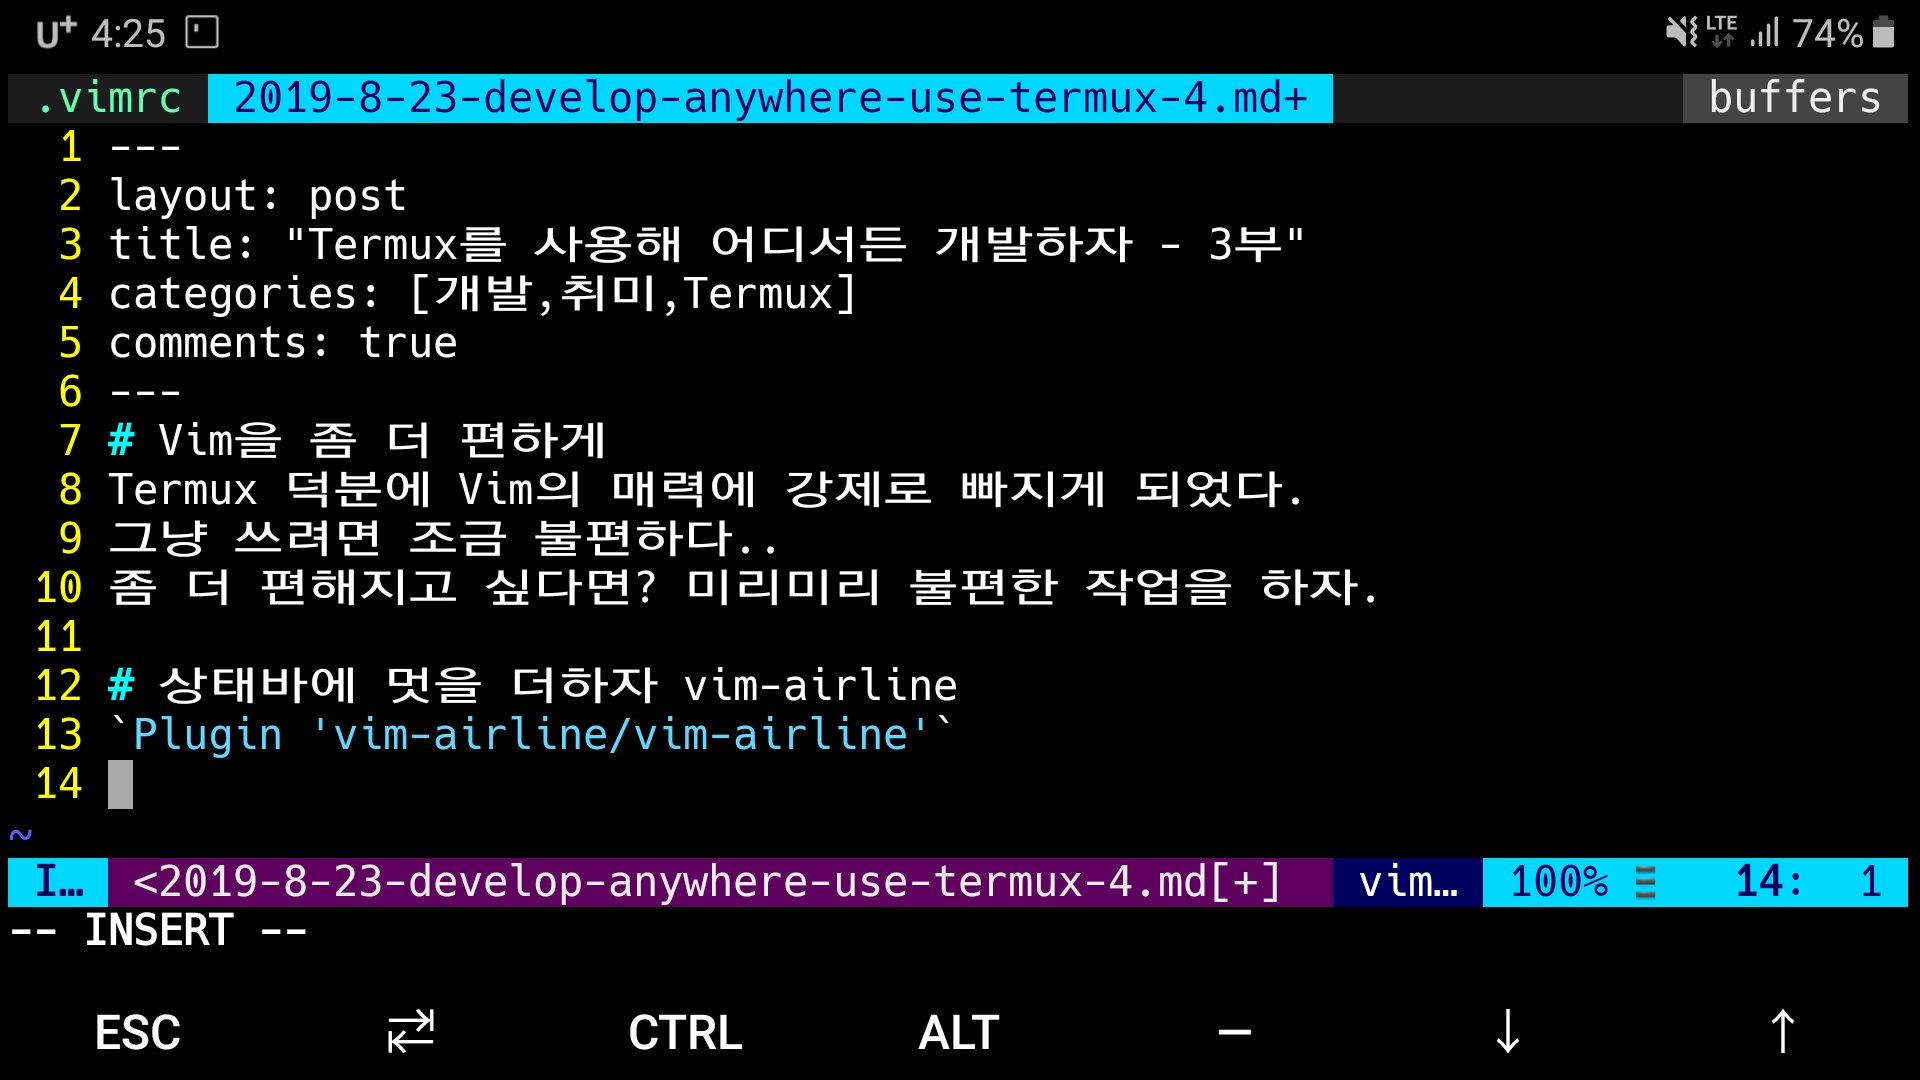 U+ 4:25 LTE 74%
.vimrc 2019-8-23-develop-anywhere-use-termux-4.md+ buffers
1 ---
2 layout: post
3 title: "Termux를 사용해 어디서든 개발하자 - 3부"
4 categories: [개발,취미,Termux]
5 comments: true
6 ---
7 # Vim을 좀 더 편하게
8 Termux 덕분에 Vim의 매력에 강제로 빠지게 되었다.
9 그냥 쓰려면 조금 불편하다..
10 좀 더 편해지고 싶다면? 미리미리 불편한 작업을 하자.
11
12 # 상태바에 멋을 더하자 vim-airline
13 `Plugin 'vim-airline/vim-airline'`
14
~
I… <2019-8-23-develop-anywhere-use-termux-4.md[+] vim… 100% ☰ 14: 1
-- INSERT --
ESC ⇄ CTRL ALT — ↓ ↑